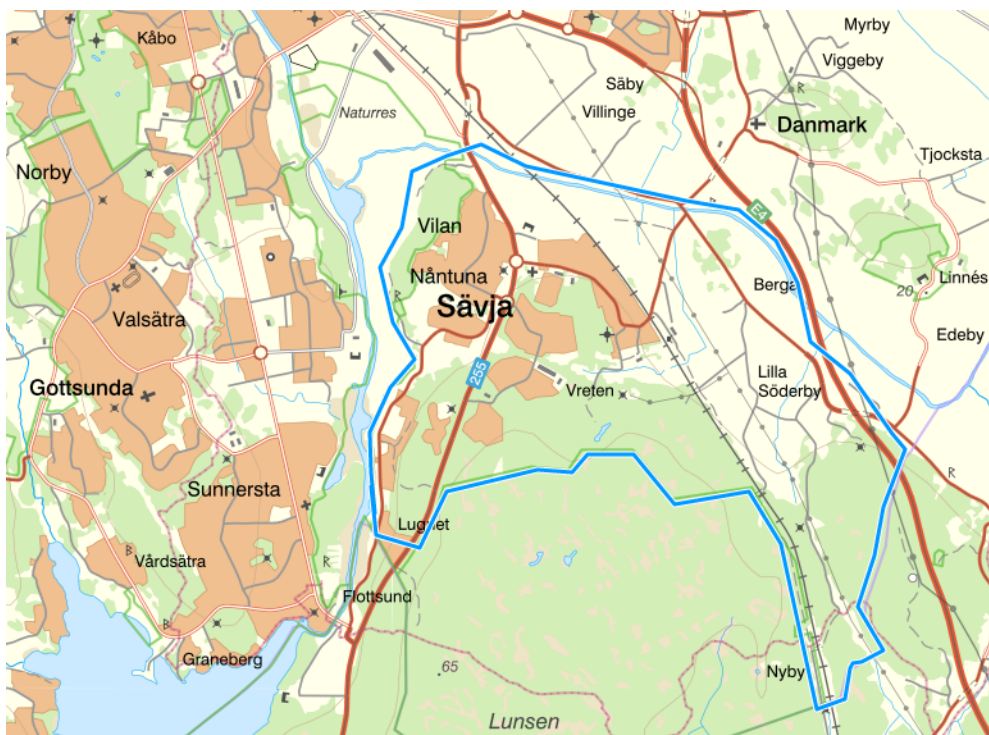 Kåbo
Myrby
Viggeby
R
Säby
Villinge
Naturres
Danmark
Tjocksta
Norby
E4
Vilan
Nåntuna
Berga
20
Linnés
Sävja
Valsätra
Edeby
R
255
Lilla
Söderby
Gottsunda
Vreten
Sunnersta
R
Lugnet
B
R
Vårdsätra
Flottsund
B
Graneberg
65
Nyby
Lunsen